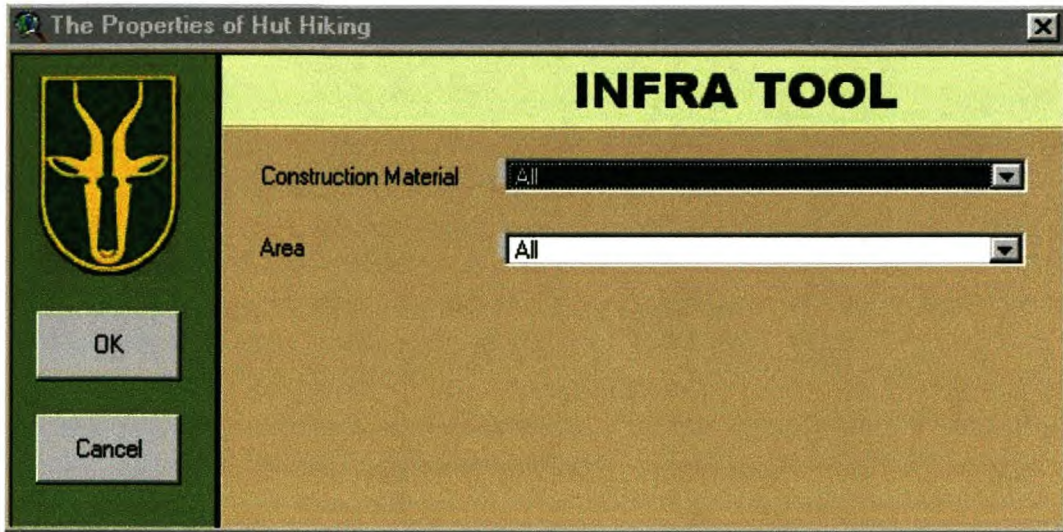 The Properties of Hut Hiking
INFRA TOOL
Construction Material All
Area All
OK
Cancel